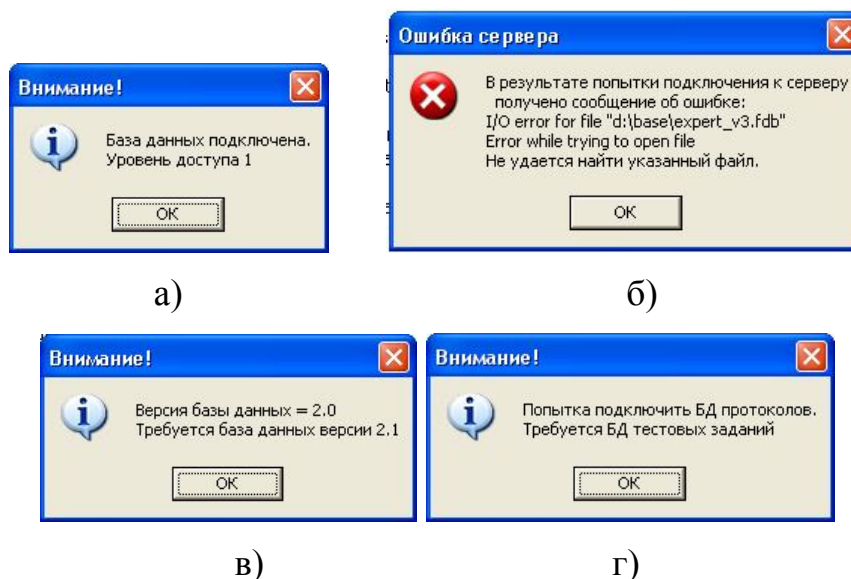 Внимание!
База данных подключена.
Уровень доступа 1
OK
а)
Ошибка сервера
В результате попытки подключения к серверу
получено сообщение об ошибке:
I/O error for file "d:\base\expert_v3.fdb"
Error while trying to open file
Не удается найти указанный файл.
OK
б)
Внимание!
Версия базы данных = 2.0
Требуется база данных версии 2.1
OK
в)
Внимание!
Попытка подключить БД протоколов.
Требуется БД тестовых заданий
OK
г)